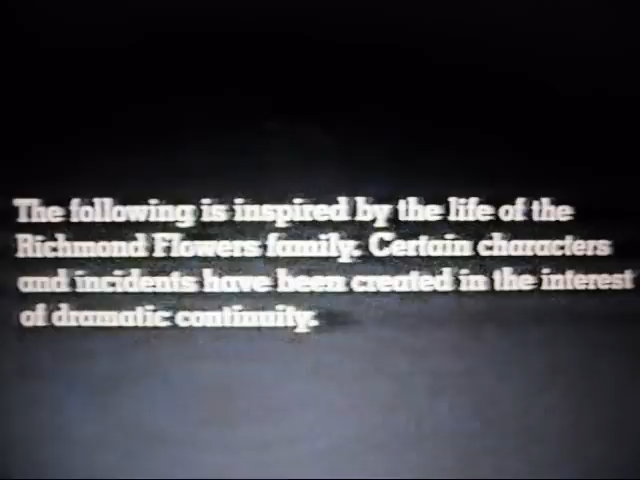 The following is inspired by the life of the
Richmond Flowers family. Certain characters
and incidents have been created in the interest
of dramatic continuity.